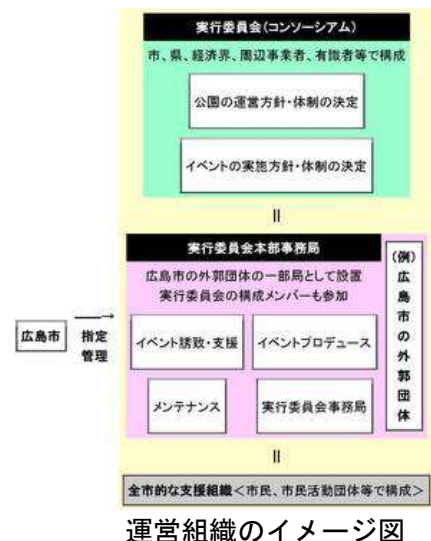 実行委員会(コンソーシアム)
市、県、経済界、周辺事業者、有識者等で構成
公園の運営方針・体制の決定
イベントの実施方針・体制の決定
=
実行委員会本部事務局
広島市の外郭団体の一部局として設置
実行委員会の構成メンバーも参加
イベント誘致・支援
イベントプロデュース
メンテナンス
実行委員会事務局
(例)広島市の外郭団体
広島市
→
指定
管理
=
全市的な支援組織<市民、市民活動団体等で構成>
運営組織のイメージ図